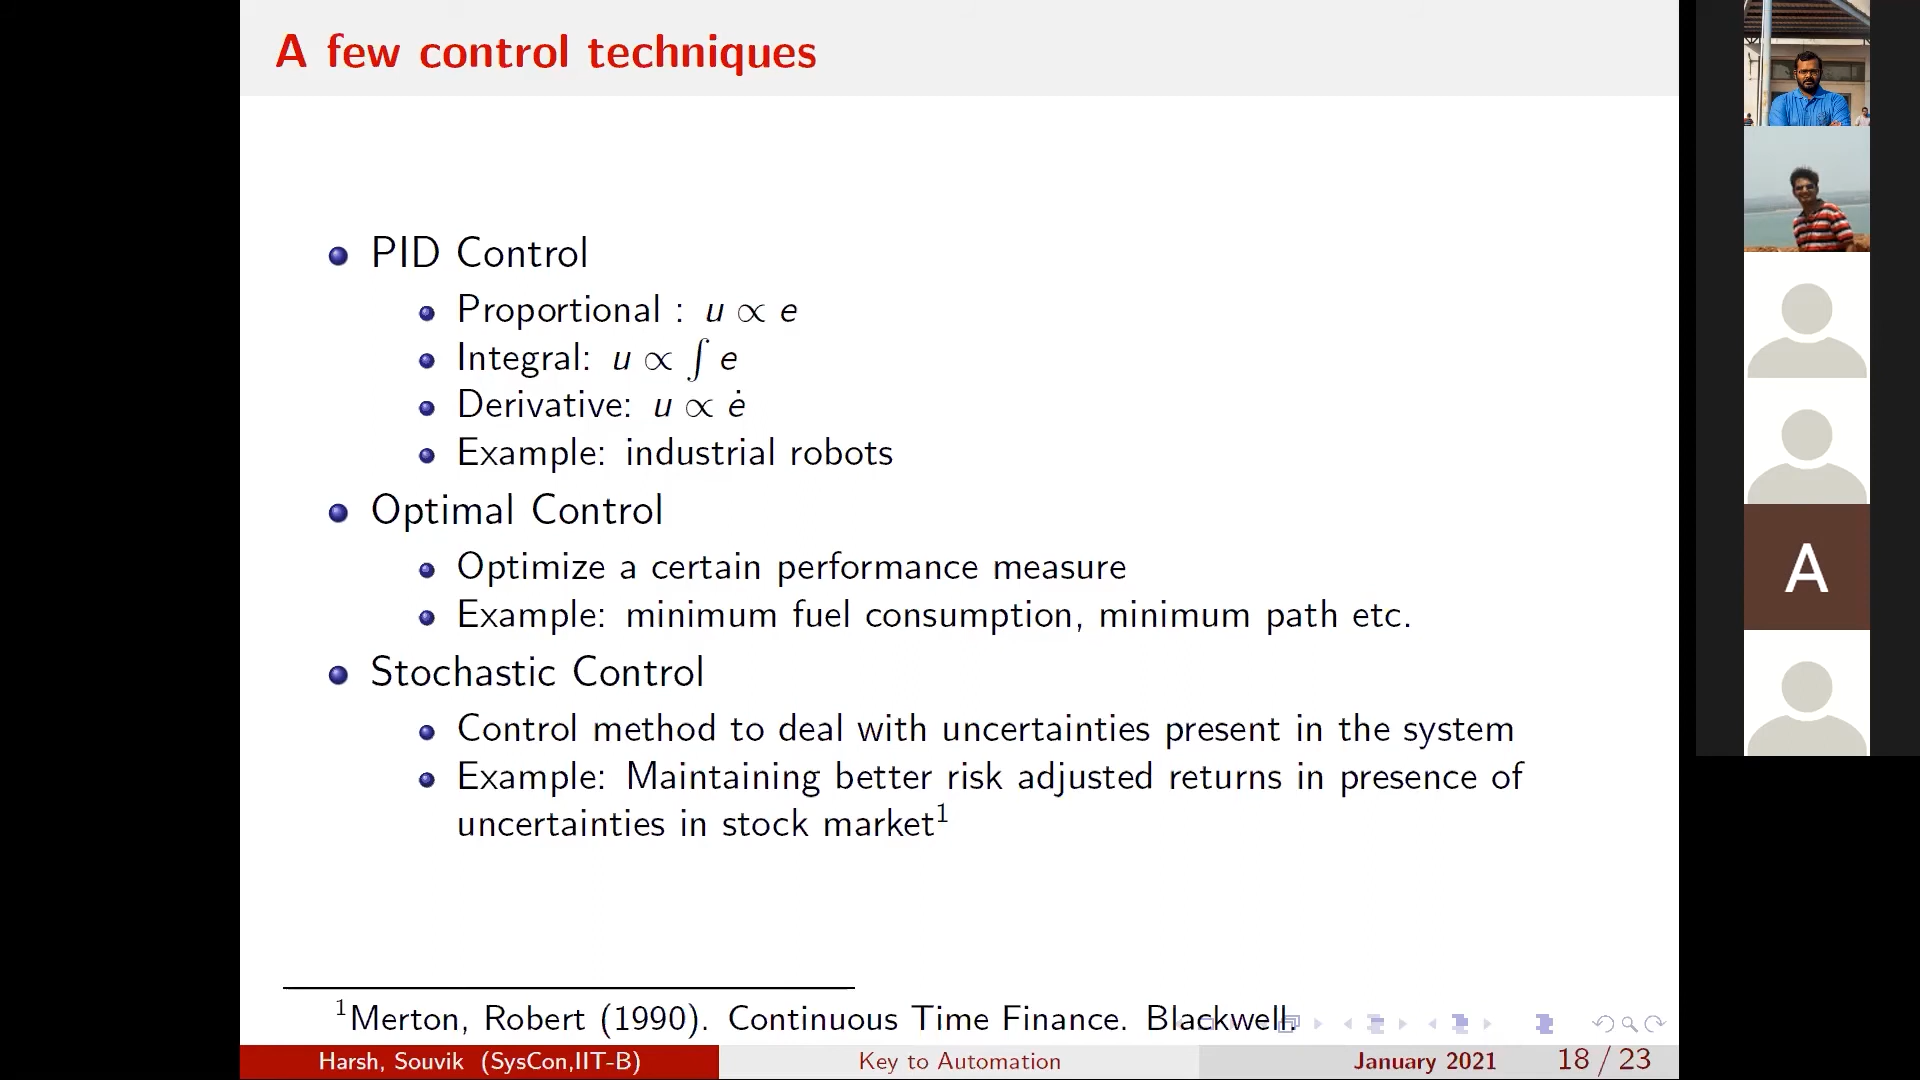 A few control techniques
PID Control
Proportional : u ∝ e
Integral: u ∝ ∫ e
Derivative: u ∝ ė
Example: industrial robots
Optimal Control
Optimize a certain performance measure
Example: minimum fuel consumption, minimum path etc.
Stochastic Control
Control method to deal with uncertainties present in the system
Example: Maintaining better risk adjusted returns in presence of
uncertainties in stock market¹
¹Merton, Robert (1990). Continuous Time Finance. Blackwell.
Harsh, Souvik (SysCon,IIT-B) Key to Automation January 2021 18 / 23
A